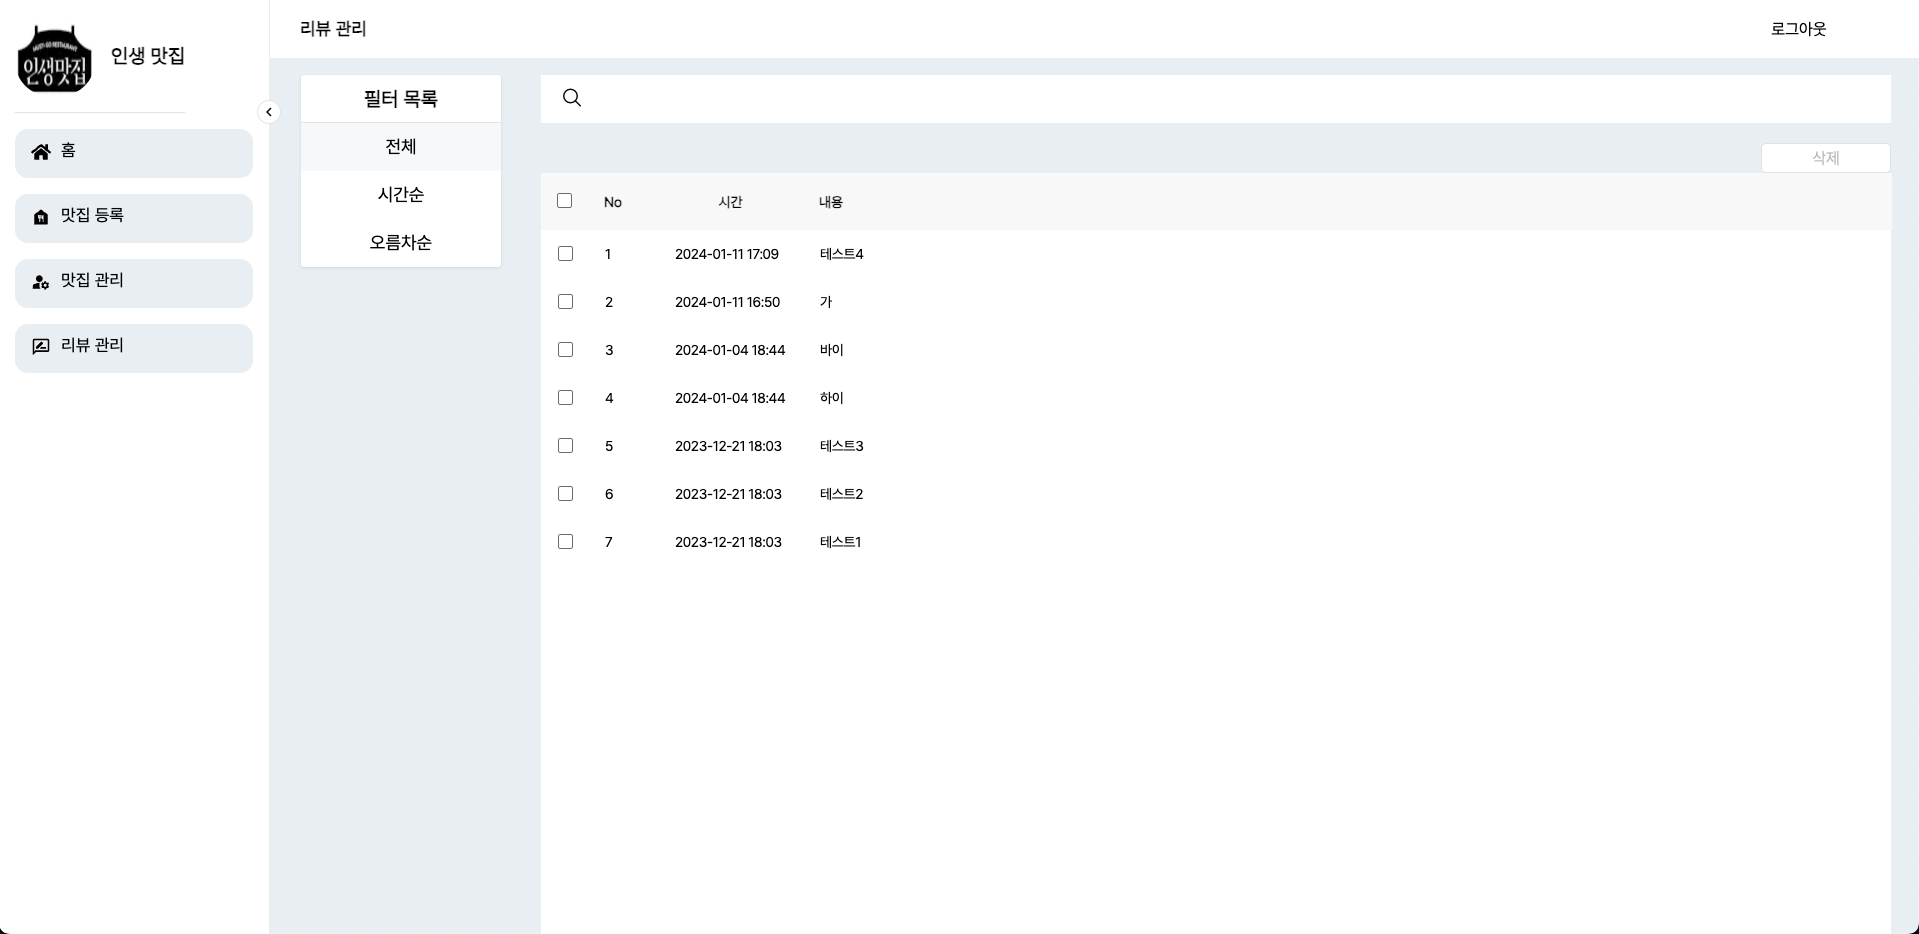 MUST-GO RESTAURANT
인생맛집
인생 맛집
홈
맛집 등록
맛집 관리
리뷰 관리
리뷰 관리
로그아웃
필터 목록
전체
시간순
오름차순
삭제
No 시간 내용
1 2024-01-11 17:09 테스트4
2 2024-01-11 16:50 가
3 2024-01-04 18:44 바이
4 2024-01-04 18:44 하이
5 2023-12-21 18:03 테스트3
6 2023-12-21 18:03 테스트2
7 2023-12-21 18:03 테스트1